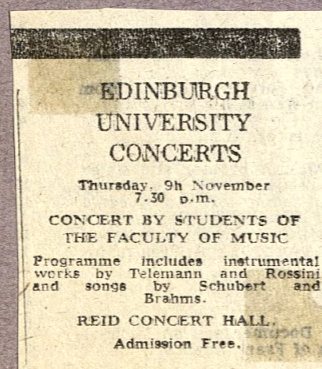 EDINBURGH
UNIVERSITY
CONCERTS
Thursday, 9h November
7.30 p.m.
CONCERT BY STUDENTS OF
THE FACULTY OF MUSIC
Programme includes instrumental
works by Telemann and Rossini
and songs by Schubert and
Brahms.
REID CONCERT HALL.
Admission Free.